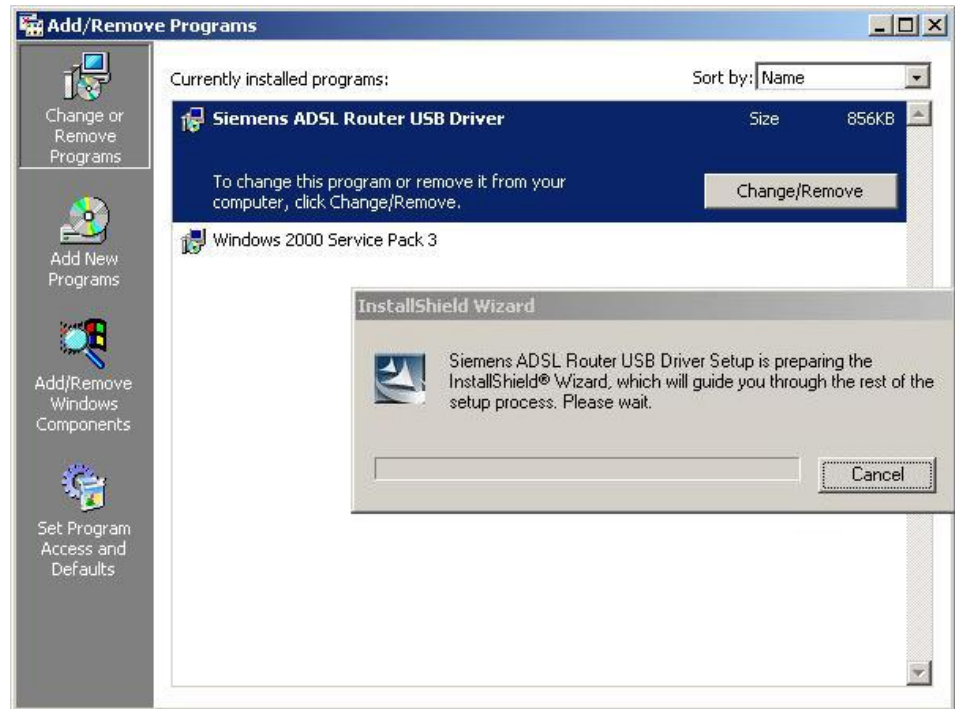 Add/Remove Programs
Change or
Remove
Programs
Add New
Programs
Add/Remove
Windows
Components
Set Program
Access and
Defaults
Currently installed programs:
Sort by: Name
Siemens ADSL Router USB Driver
Size 856KB
To change this program or remove it from your
computer, click Change/Remove.
Change/Remove
Windows 2000 Service Pack 3
InstallShield Wizard
Siemens ADSL Router USB Driver Setup is preparing the
InstallShield® Wizard, which will guide you through the rest of the
setup process. Please wait.
Cancel